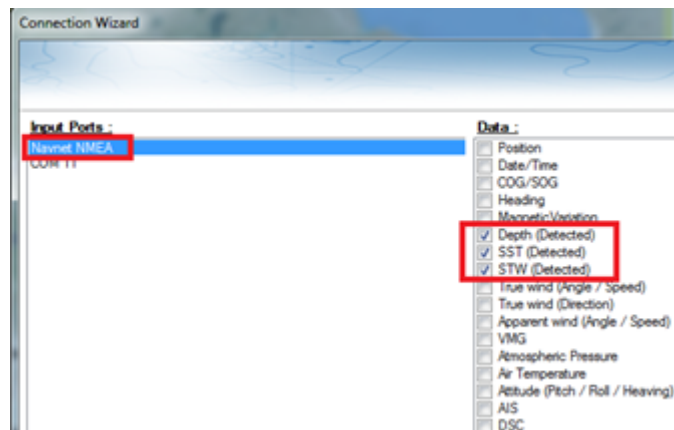 Connection Wizard
Input Ports :
Navnet NMEA
COM 11
Data :
Position
Date/Time
COG/SOG
Heading
Magnetic Variation
Depth (Detected)
SST (Detected)
STW (Detected)
True wind (Angle / Speed)
True wind (Direction)
Apparent wind (Angle / Speed)
VMG
Atmospheric Pressure
Air Temperature
Attitude (Pitch / Roll / Heaving)
AIS
DSC